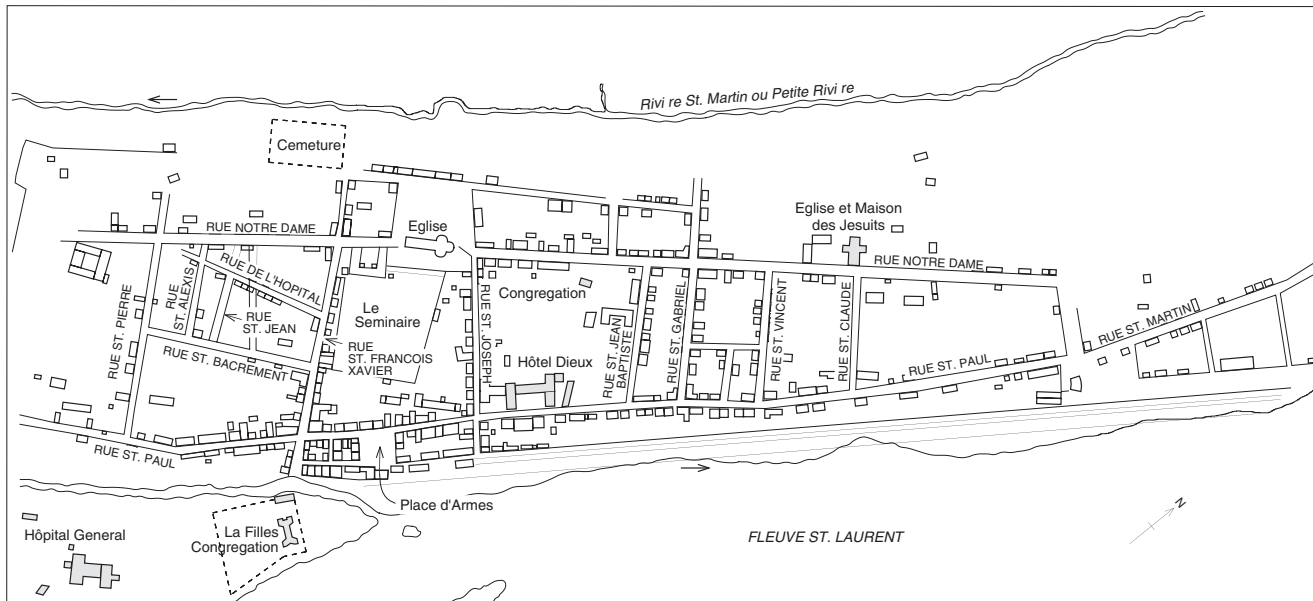 Rivi re St. Martin ou Petite Rivi re
Cemeture
RUE NOTRE DAME
Eglise
Eglise et Maison
des Jesuits
RUE NOTRE DAME
RUE ST. PIERRE
RUE
ST. ALEXIS
RUE DE L'HOPITAL
RUE
ST. JEAN
RUE ST. BACREMENT
Le
Seminaire
RUE
ST. FRANCOIS
XAVIER
RUE ST. JOSEPH
Congregation
Hôtel Dieux
RUE ST. JEAN
BAPTISTE
RUE ST. GABRIEL
RUE ST. VINCENT
RUE ST. CLAUDE
RUE ST. PAUL
RUE ST. MARTIN
RUE ST. PAUL
Place d'Armes
Hôpital General
La Filles
Congregation
FLEUVE ST. LAURENT
N